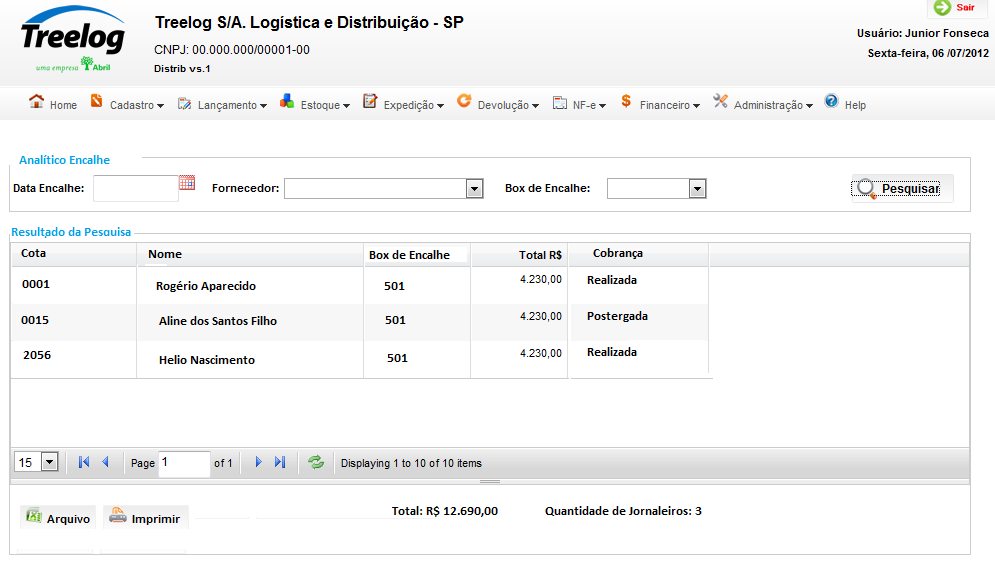 Treelog
uma empresa Abril
Treelog S/A. Logística e Distribuição - SP
CNPJ: 00.000.000/00001-00
Distrib vs.1
Sair
Usuário: Junior Fonseca
Sexta-feira, 06 /07/2012
Home Cadastro Lançamento Estoque Expedição Devolução NF-e Financeiro Administração Help
Analítico Encalhe
Data Encalhe: Fornecedor: Box de Encalhe: Pesquisar
Resultado da Pesquisa
Cota Nome Box de Encalhe Total R$ Cobrança
0001 Rogério Aparecido 501 4.230,00 Realizada
0015 Aline dos Santos Filho 501 4.230,00 Postergada
2056 Helio Nascimento 501 4.230,00 Realizada
15 Page 1 of 1 Displaying 1 to 10 of 10 items
Arquivo Imprimir Total: R$ 12.690,00 Quantidade de Jornaleiros: 3